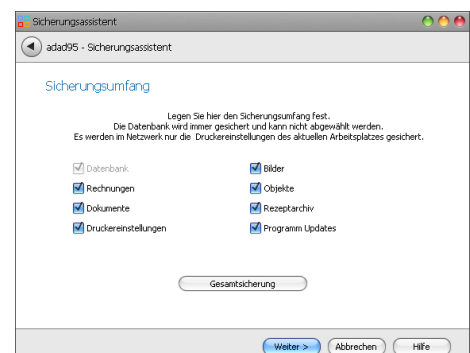 Sicherungsassistent
adad95 - Sicherungsassistent
Sicherungsumfang
Legen Sie hier den Sicherungsumfang fest.
Die Datenbank wird immer gesichert und kann nicht abgewählt werden.
Es werden im Netzwerk nur die Druckereinstellungen des aktuellen Arbeitsplatzes gesichert.
Datenbank
Bilder
Rechnungen
Objekte
Dokumente
Rezeptarchiv
Druckereinstellungen
Programm Updates
Gesamtsicherung
Weiter >
Abbrechen
Hilfe